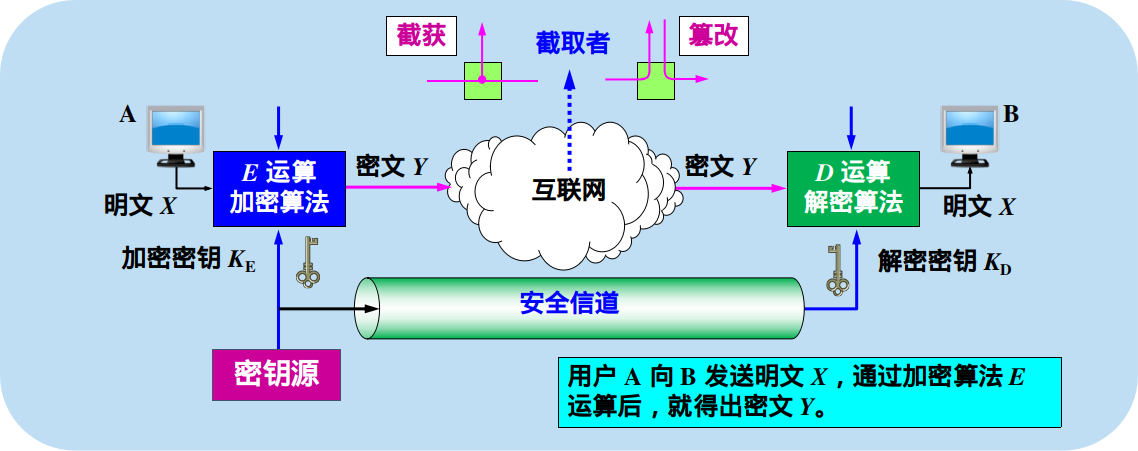 截获
截取者
篡改
A
B
E 运算
加密算法
密文 Y
互联网
密文 Y
D 运算
解密算法
明文 X
明文 X
加密密钥 KE
解密密钥 KD
安全信道
密钥源
用户 A 向 B 发送明文 X，通过加密算法 E
运算后，就得出密文 Y。